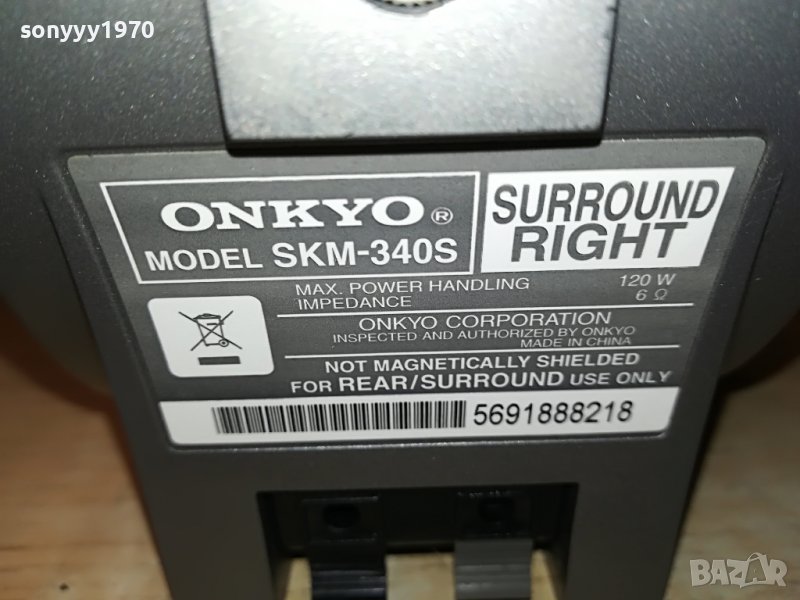 sonyyy1970
ONKYO®
MODEL SKM-340S
SURROUND
RIGHT
MAX. POWER HANDLING 120 W
IMPEDANCE 6 Ω
ONKYO CORPORATION
INSPECTED AND AUTHORIZED BY ONKYO
MADE IN CHINA
NOT MAGNETICALLY SHIELDED
FOR REAR/SURROUND USE ONLY
5691888218
BAZAR